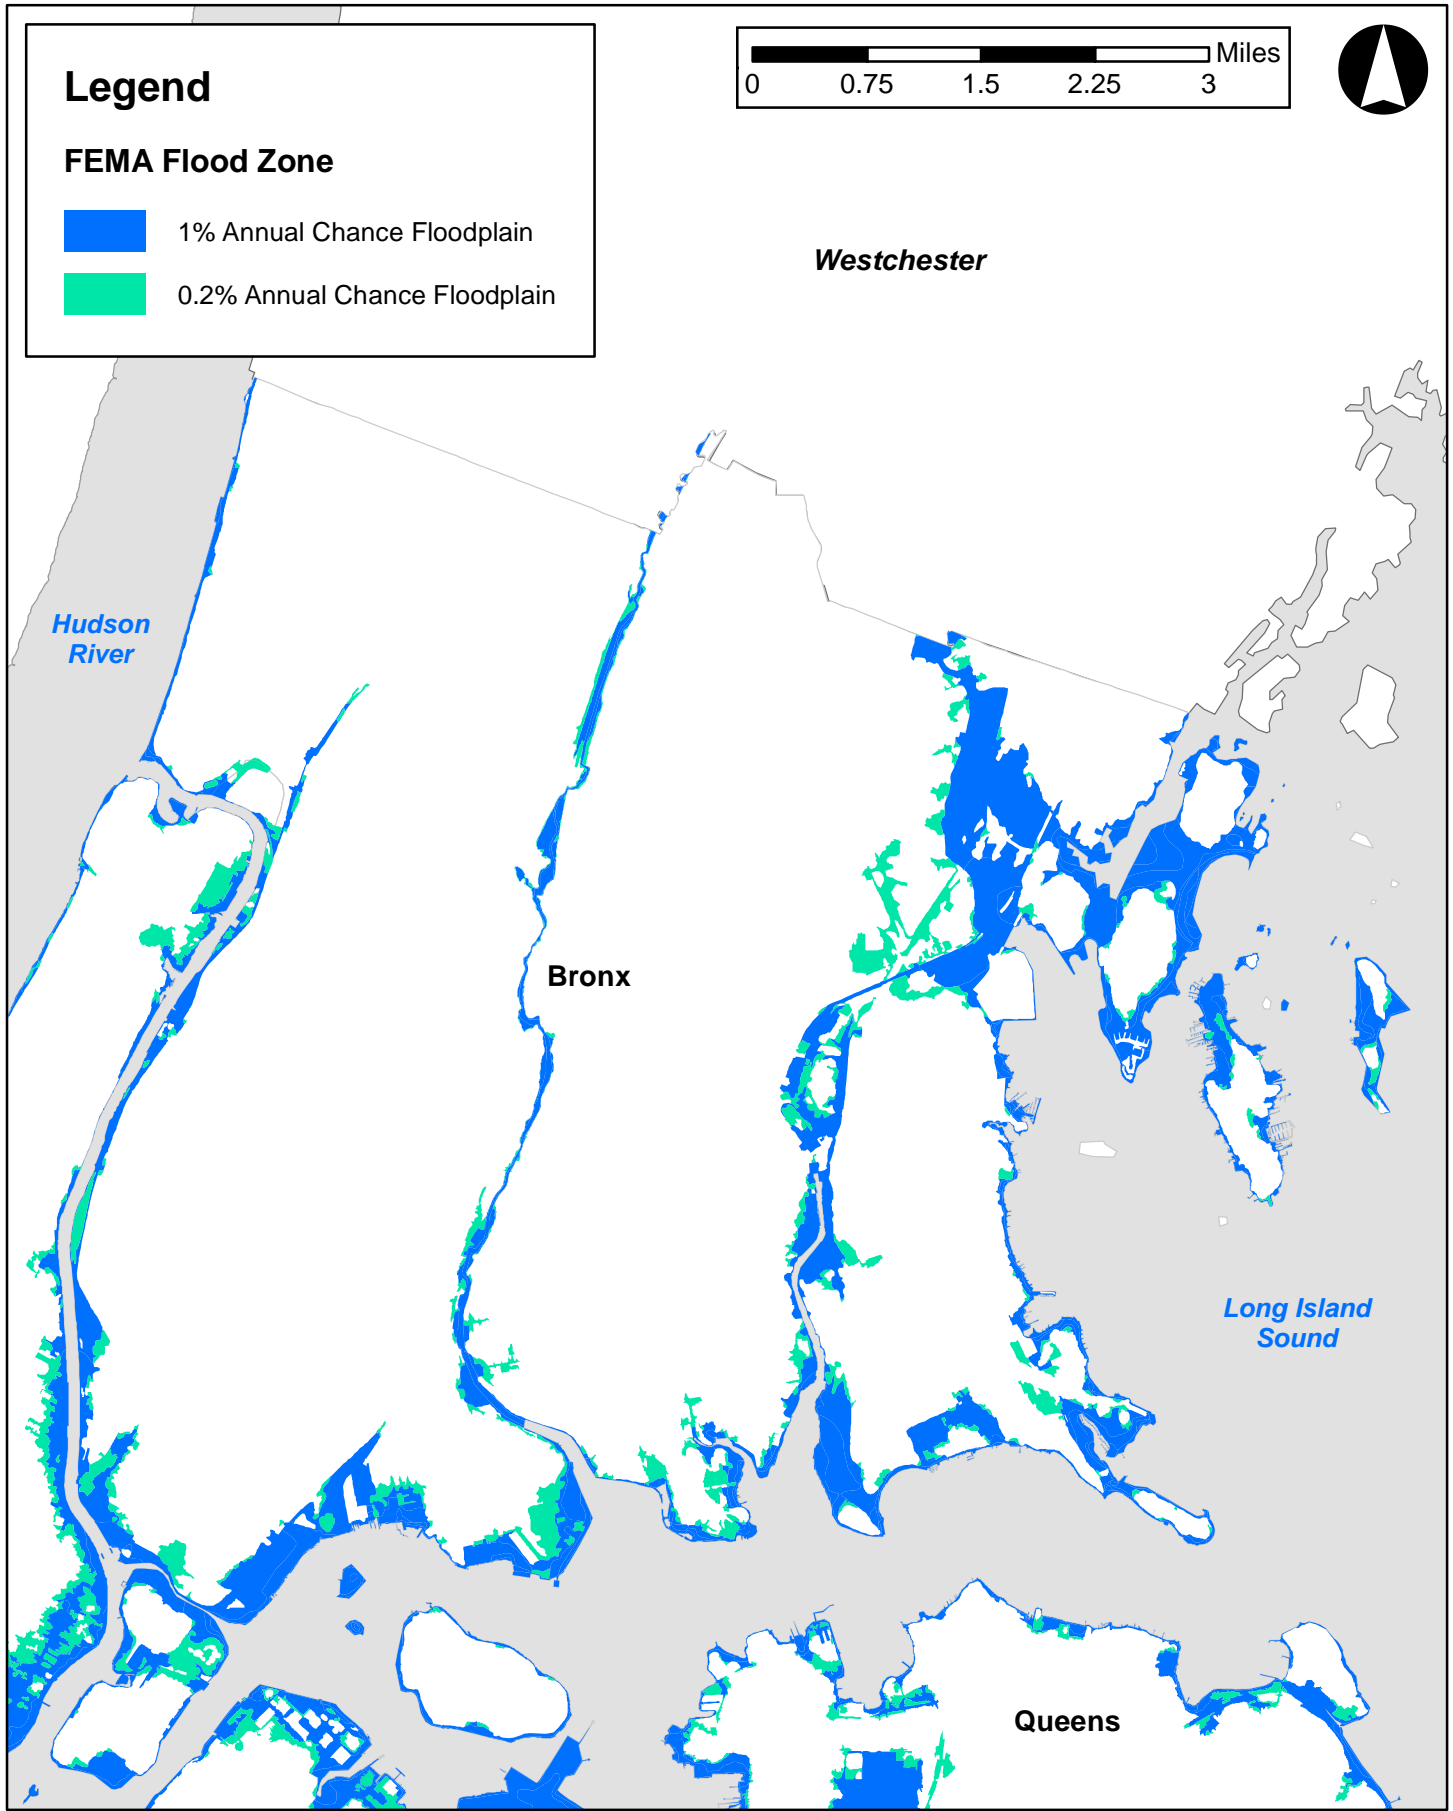 Legend
FEMA Flood Zone
1% Annual Chance Floodplain
0.2% Annual Chance Floodplain
Miles
0 0.75 1.5 2.25 3
Westchester
Hudson
River
Bronx
Long Island
Sound
Queens